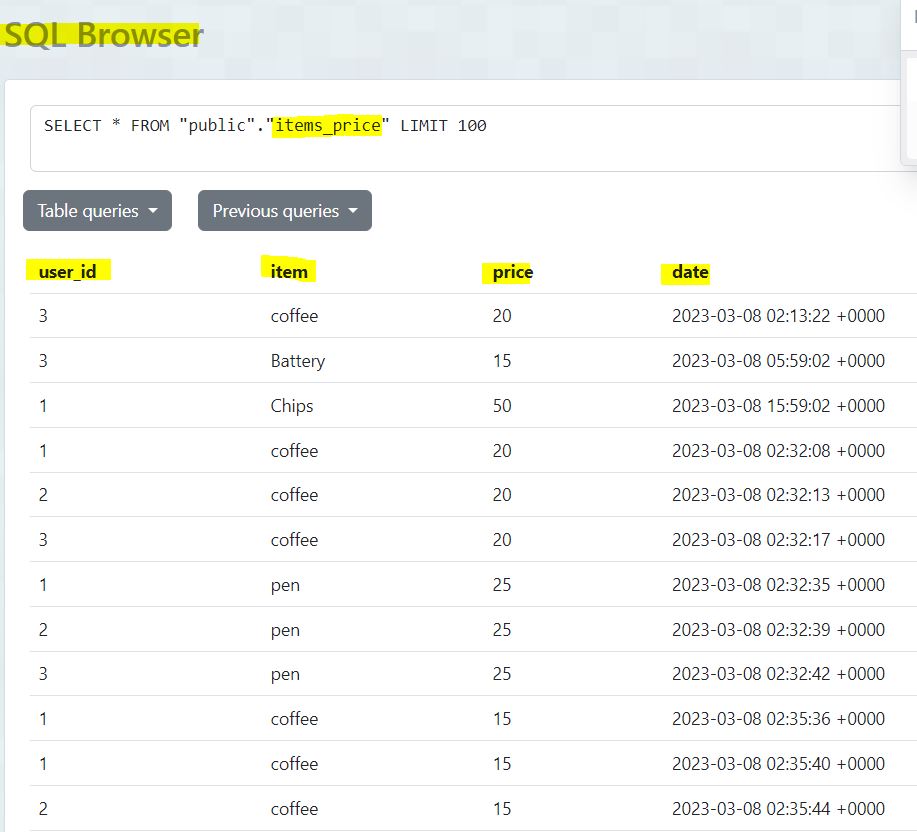 SQL Browser
SELECT * FROM "public"."items_price" LIMIT 100
Table queries Previous queries
user_id item price date
3 coffee 20 2023-03-08 02:13:22 +0000
3 Battery 15 2023-03-08 05:59:02 +0000
1 Chips 50 2023-03-08 15:59:02 +0000
1 coffee 20 2023-03-08 02:32:08 +0000
2 coffee 20 2023-03-08 02:32:13 +0000
3 coffee 20 2023-03-08 02:32:17 +0000
1 pen 25 2023-03-08 02:32:35 +0000
2 pen 25 2023-03-08 02:32:39 +0000
3 pen 25 2023-03-08 02:32:42 +0000
1 coffee 15 2023-03-08 02:35:36 +0000
1 coffee 15 2023-03-08 02:35:40 +0000
2 coffee 15 2023-03-08 02:35:44 +0000